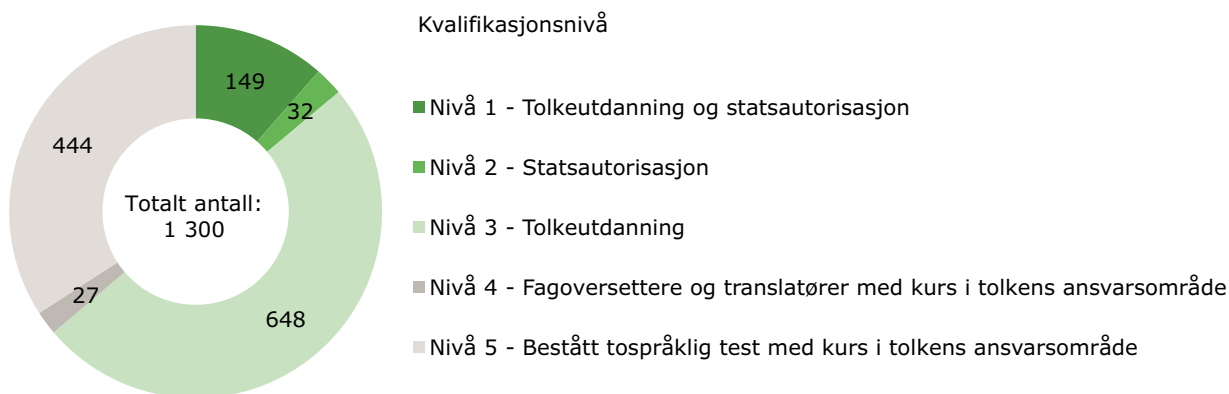 Kvalifikasjonsnivå
149
32
444
Totalt antall:
1 300
27
648
Nivå 1 - Tolkeutdanning og statsautorisasjon
Nivå 2 - Statsautorisasjon
Nivå 3 - Tolkeutdanning
Nivå 4 - Fagoversettere og translatører med kurs i tolkens ansvarsområde
Nivå 5 - Bestått tospråklig test med kurs i tolkens ansvarsområde